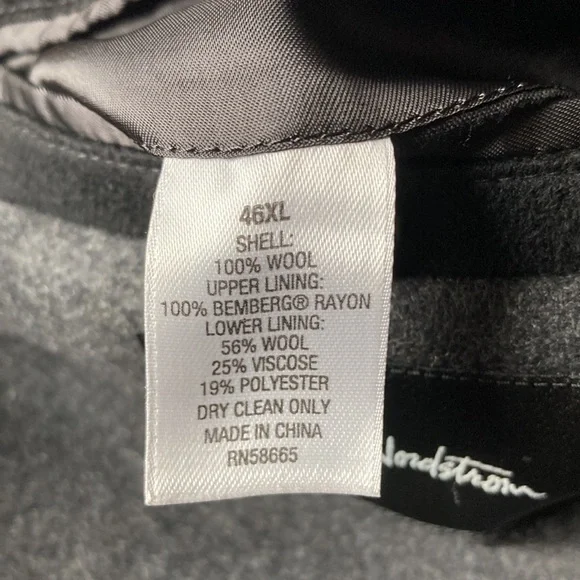 46XL
SHELL:
100% WOOL
UPPER LINING:
100% BEMBERG® RAYON
LOWER LINING:
56% WOOL
25% VISCOSE
19% POLYESTER
DRY CLEAN ONLY
MADE IN CHINA
RN58665
Nordstrom